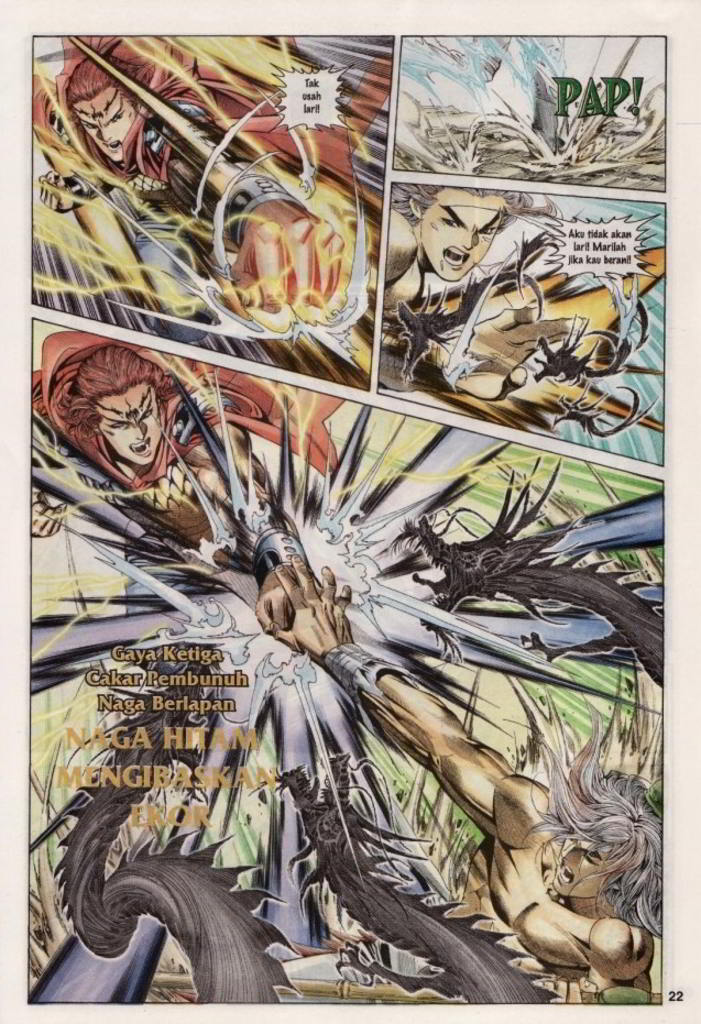 Tak
usah
lari!
PAP!
Aku tidak akan
lari! Marilah
jika kau berani!
Gaya Ketiga
Cakar Pembunuh
Naga Berlapan
NAGA HITAM
MENGIBASKAN
EKOR
22